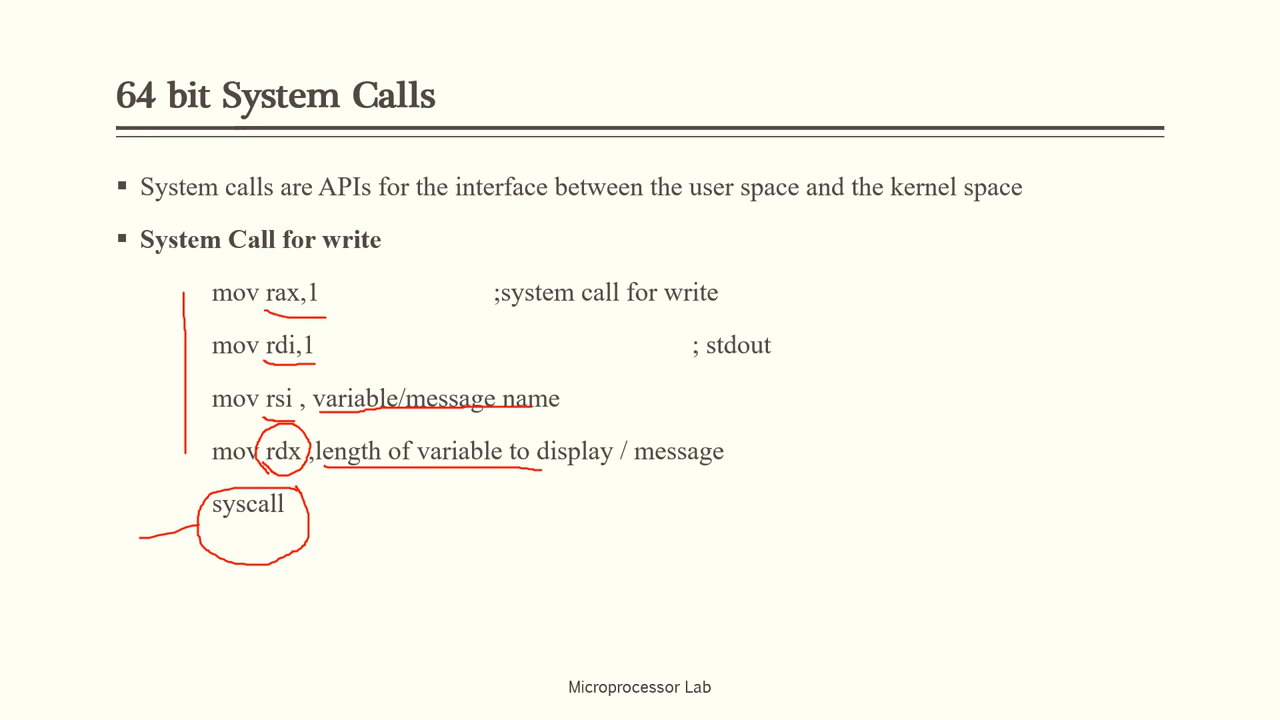 64 bit System Calls
▪ System calls are APIs for the interface between the user space and the kernel space
▪ System Call for write
mov rax,1 ;system call for write
mov rdi,1 ; stdout
mov rsi , variable/message name
mov rdx ,length of variable to display / message
syscall
Microprocessor Lab